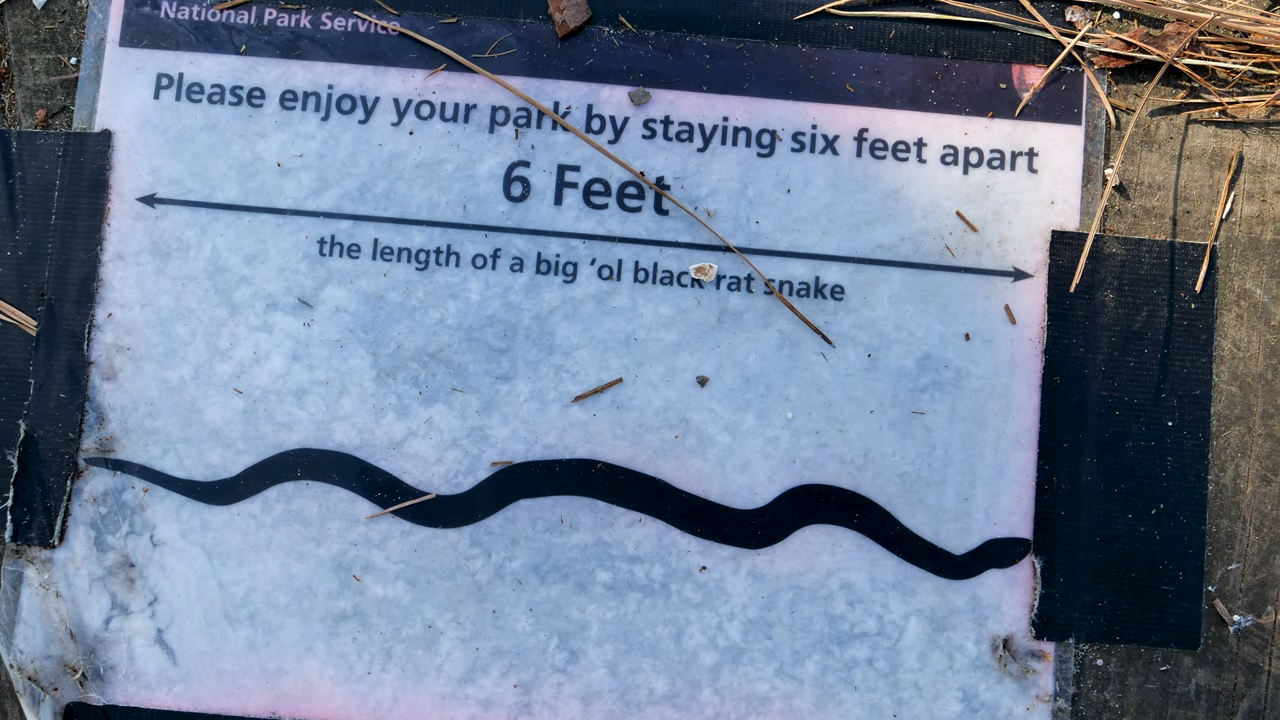 National Park Service
Please enjoy your park by staying six feet apart
6 Feet
the length of a big ‘ol black rat snake